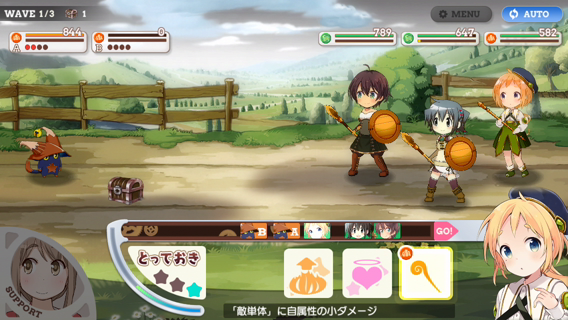 WAVE 1/3 1
MENU
AUTO
844
A
0
B
789
647
582
B
A
GO!
とっておき
SUPPORT
「敵単体」に自属性の小ダメージ